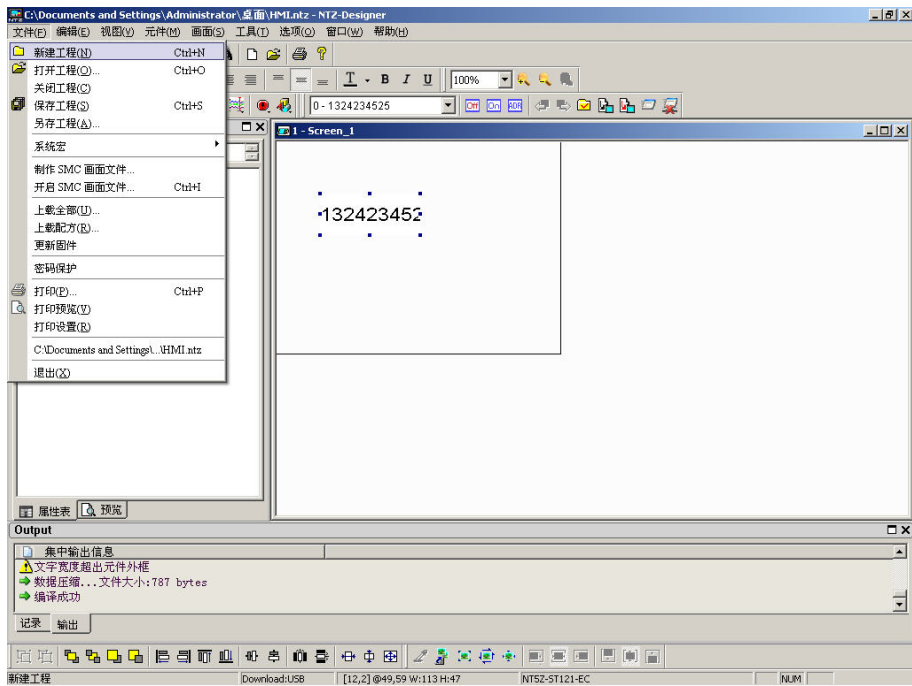 C:\Documents and Settings\Administrator\桌面\HMI.ntz - NTZ-Designer
文件(F) 编辑(E) 视图(V) 元件(M) 画面(S) 工具(T) 选项(O) 窗口(W) 帮助(H)
新建工程(N) Ctrl+N
打开工程(O)... Ctrl+O
关闭工程(C)
保存工程(S) Ctrl+S
另存工程(A)...
系统宏
制作 SMC 画面文件...
开启 SMC 画面文件... Ctrl+I
上载全部(U)...
上载配方(R)...
更新固件
密码保护
打印(P)... Ctrl+P
打印预览(V)
打印设置(R)
C:\Documents and Settings\...\HMI.ntz
退出(X)
T B I U 100%
0 - 1324234525 Off On ADR
1 - Screen_1
132423452
属性表 预览
Output
集中输出信息
文字宽度超出元件外框
数据压缩...文件大小:787 bytes
编译成功
记录 输出
新建工程 Download:USB [12,2] @49,59 W:113 H:47 NT5Z-ST121-EC NUM